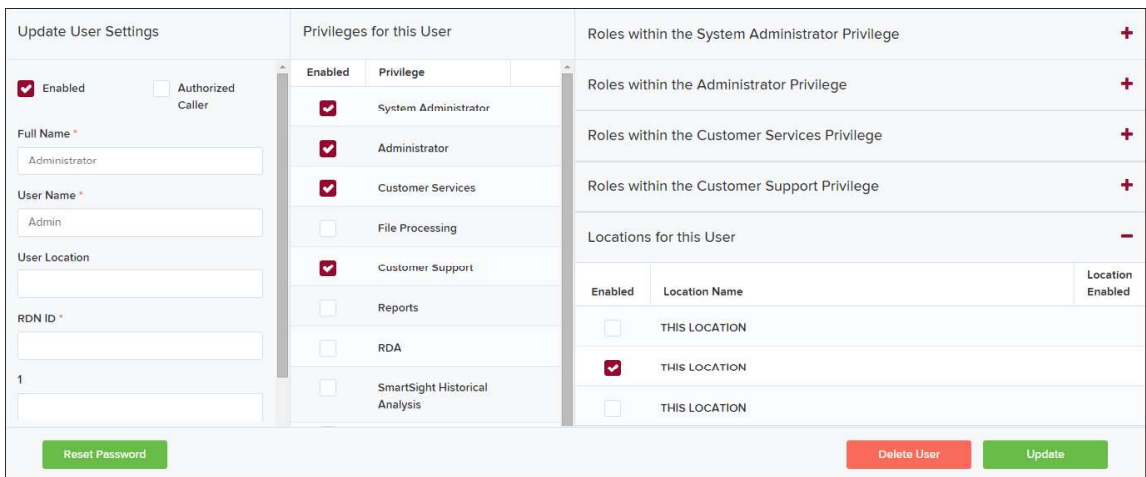 Update User Settings
Enabled
Authorized
Caller
Full Name *
Administrator
User Name *
Admin
User Location
RDN ID *
1
Reset Password
Privileges for this User
Enabled Privilege
System Administrator
Administrator
Customer Services
File Processing
Customer Support
Reports
RDA
SmartSight Historical
Analysis
Roles within the System Administrator Privilege
Roles within the Administrator Privilege
Roles within the Customer Services Privilege
Roles within the Customer Support Privilege
Locations for this User
Enabled Location Name Location
Enabled
THIS LOCATION
THIS LOCATION
THIS LOCATION
Delete User Update